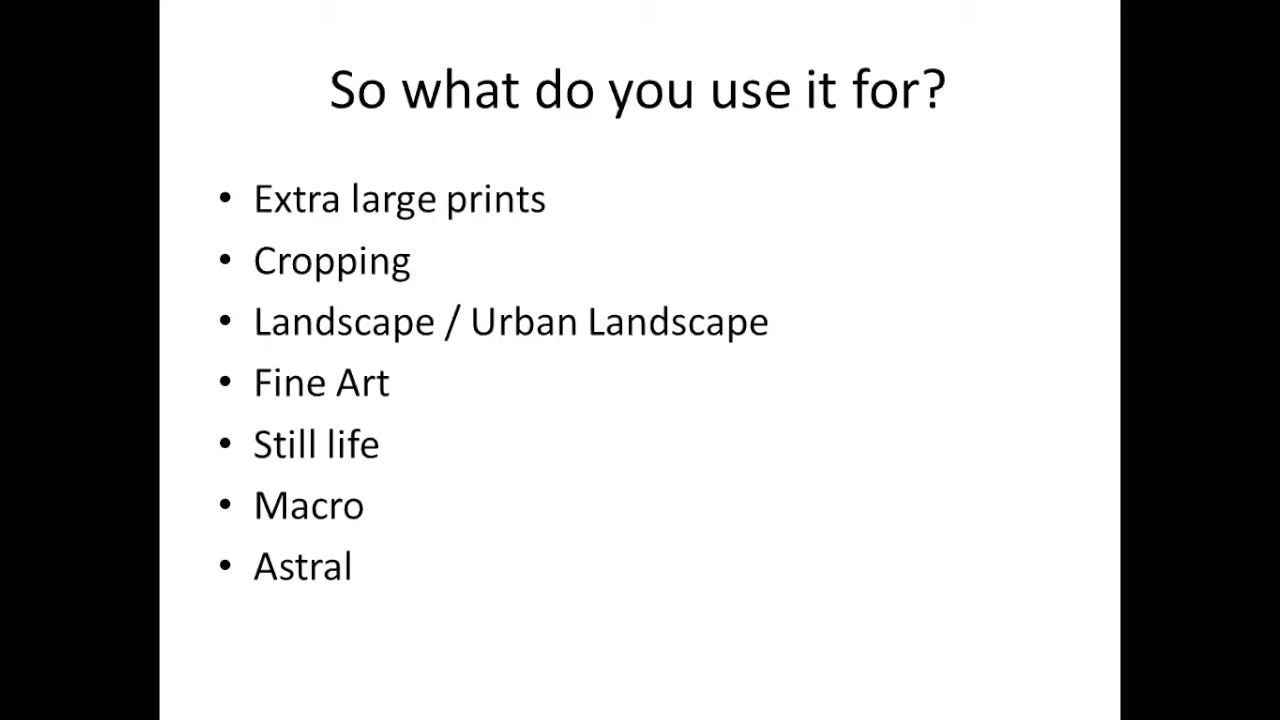 So what do you use it for?
• Extra large prints
• Cropping
• Landscape / Urban Landscape
• Fine Art
• Still life
• Macro
• Astral